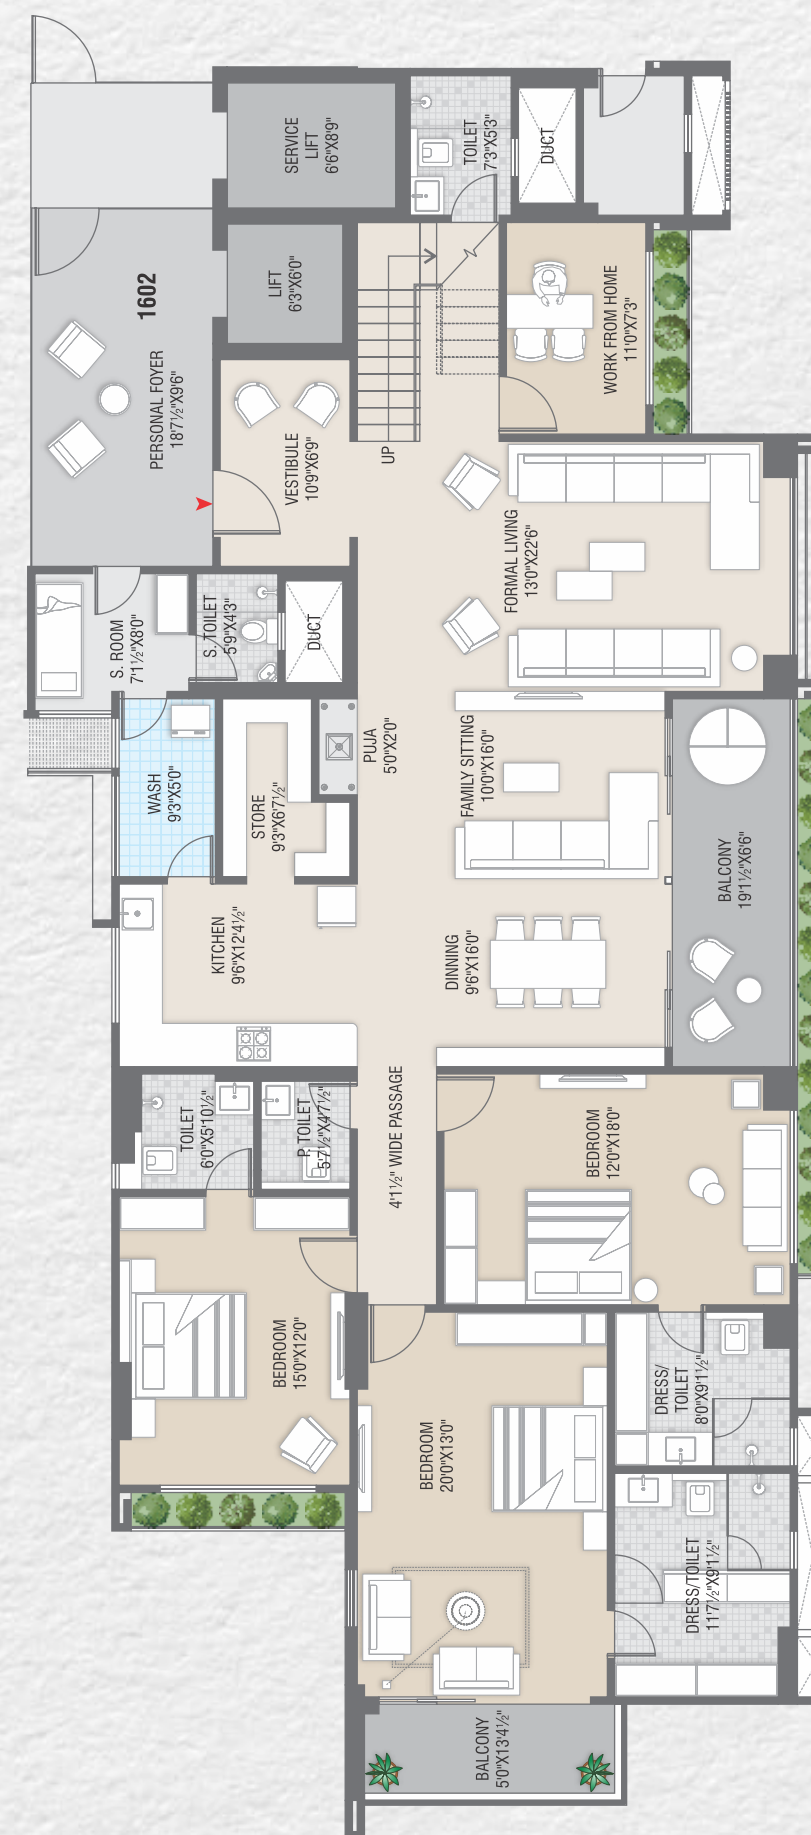 SERVICE
LIFT
6'6"X8'9"
TOILET
7'3"X5'3"
DUCT
LIFT
6'3"X6'0"
1602
PERSONAL FOYER
18'7½"X9'6"
WORK FROM HOME
11'0"X7'3"
VESTIBULE
10'9"X6'9"
UP
FORMAL LIVING
13'0"X22'6"
S. ROOM
7'1½"X8'0"
S. TOILET
5'9"X4'3"
DUCT
PUJA
5'0"X2'0"
FAMILY SITTING
10'0"X16'0"
WASH
9'3"X5'0"
STORE
9'3"X6'7½"
BALCONY
19'1½"X6'6"
KITCHEN
9'6"X12'4½"
DINNING
9'6"X16'0"
TOILET
6'0"X5'10½"
P. TOILET
5'7½"X4'7½"
4'1½" WIDE PASSAGE
BEDROOM
12'0"X18'0"
BEDROOM
15'0"X12'0"
DRESS/
TOILET
8'0"X9'1½"
BEDROOM
20'0"X13'0"
DRESS/TOILET
11'7½"X9'1½"
BALCONY
5'0"X13'4½"